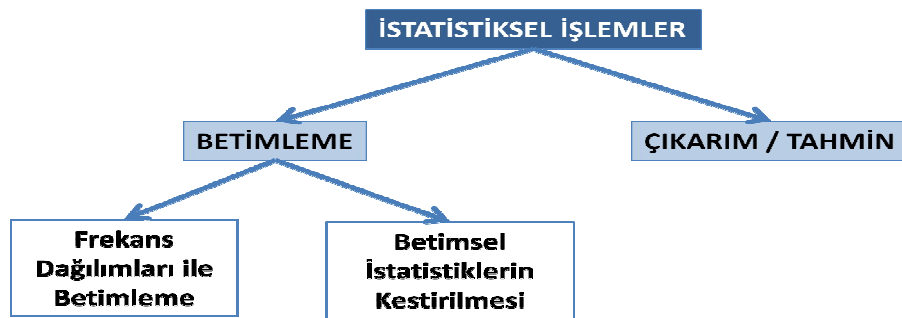 İSTATİSTİKSEL İŞLEMLER
BETİMLEME
ÇIKARIM / TAHMİN
Frekans
Dağılımları ile
Betimleme
Betimsel
İstatistiklerin
Kestirilmesi